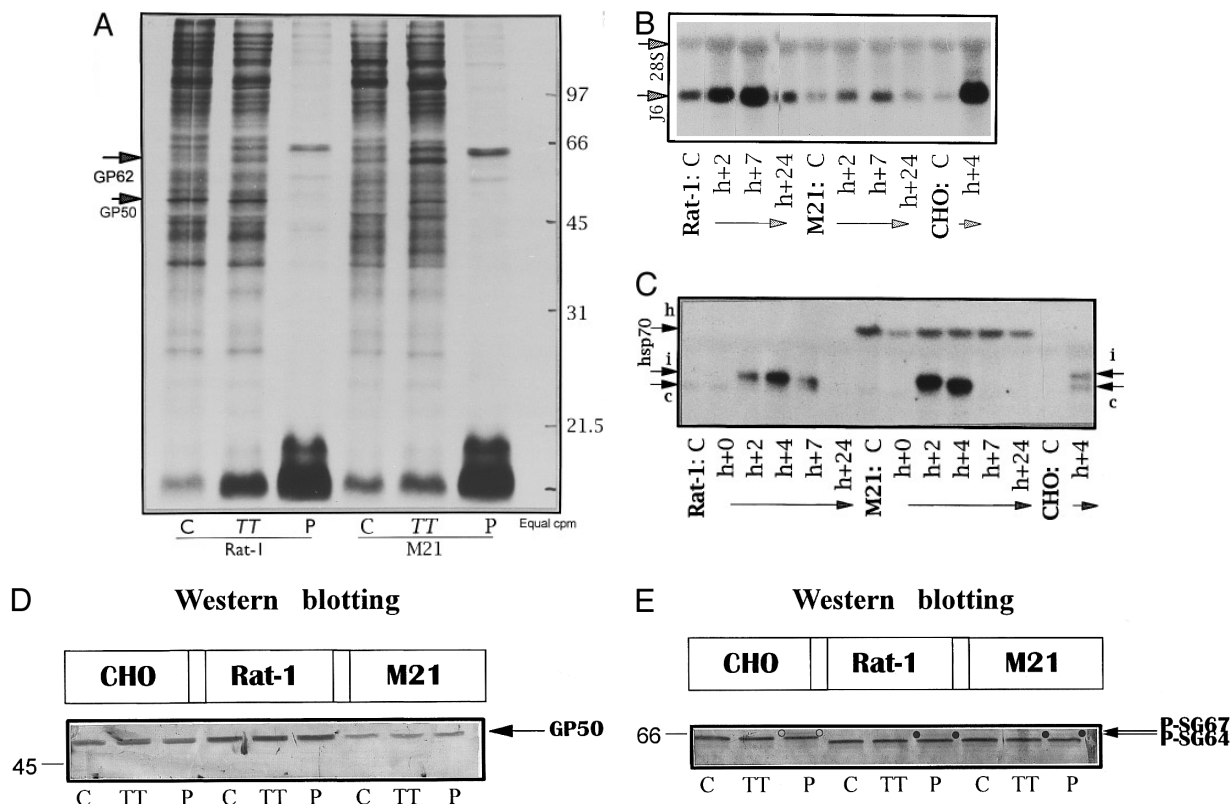 A
GP62
GP50
97
66
45
31
21.5
C TT P C TT P Equal cpm
Rat-1 M21
B
28S
J6
Rat-1: C h+2 h+7 h+24 M21: C h+2 h+7 h+24 CHO: C h+4
C
h
hsp70
i i
c c
Rat-1: C h+0 h+2 h+4 h+7 h+24 M21: C h+0 h+2 h+4 h+7 h+24 CHO: C h+4
D Western blotting
CHO Rat-1 M21
GP50
45
C TT P C TT P C TT P
E Western blotting
CHO Rat-1 M21
66
P-SG67
P-SG64
C TT P C TT P C TT P